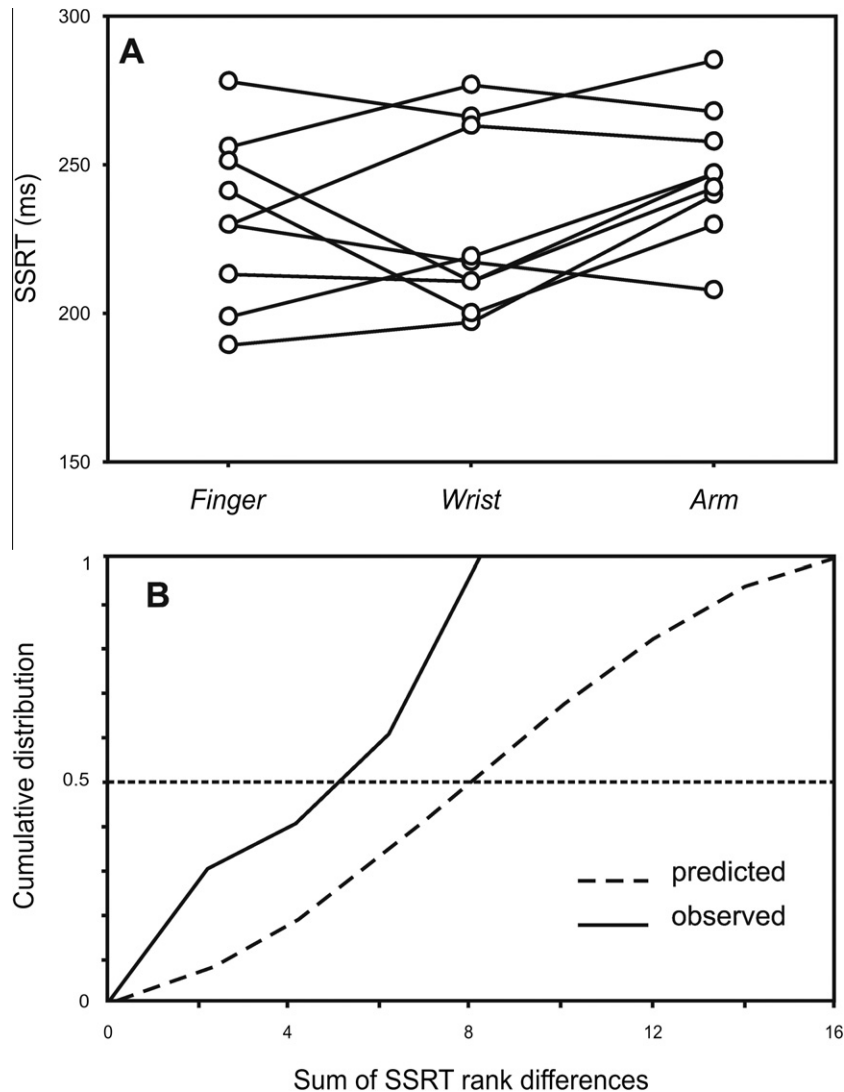 300
A
250
SSRT (ms)
200
150
Finger Wrist Arm
1
B
Cumulative distribution
0.5
predicted
observed
0
0 4 8 12 16
Sum of SSRT rank differences